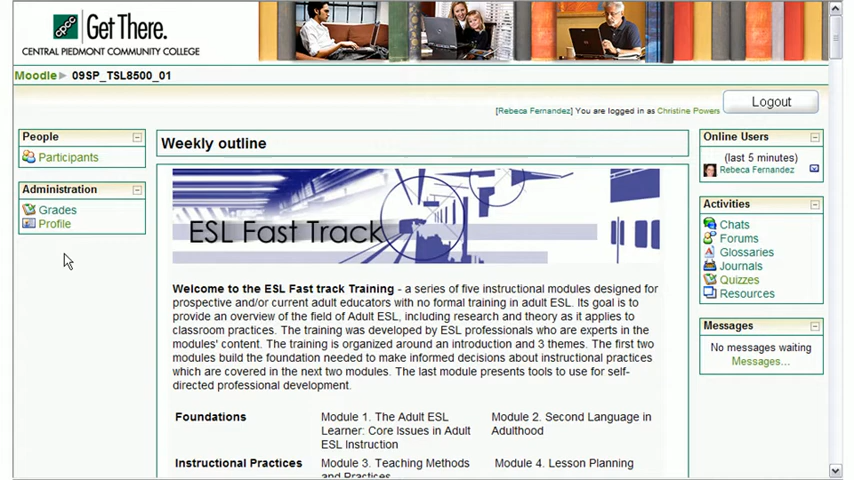 cpcc Get There.
CENTRAL PIEDMONT COMMUNITY COLLEGE
Moodle ▶ 09SP_TSL8500_01
[Rebeca Fernandez] You are logged in as Christine Powers
Logout
People
Participants
Administration
Grades
Profile
Weekly outline
ESL Fast Track
Welcome to the ESL Fast track Training - a series of five instructional modules designed for
prospective and/or current adult educators with no formal training in adult ESL. Its goal is to
provide an overview of the field of Adult ESL, including research and theory as it applies to
classroom practices. The training was developed by ESL professionals who are experts in the
modules' content. The training is organized around an introduction and 3 themes. The first two
modules build the foundation needed to make informed decisions about instructional practices
which are covered in the next two modules. The last module presents tools to use for self-
directed professional development.
Foundations
Module 1. The Adult ESL
Learner: Core Issues in Adult
ESL Instruction
Module 2. Second Language in
Adulthood
Instructional Practices
Module 3. Teaching Methods
and Practices
Module 4. Lesson Planning
Online Users
(last 5 minutes)
Rebeca Fernandez
Activities
Chats
Forums
Glossaries
Journals
Quizzes
Resources
Messages
No messages waiting
Messages...